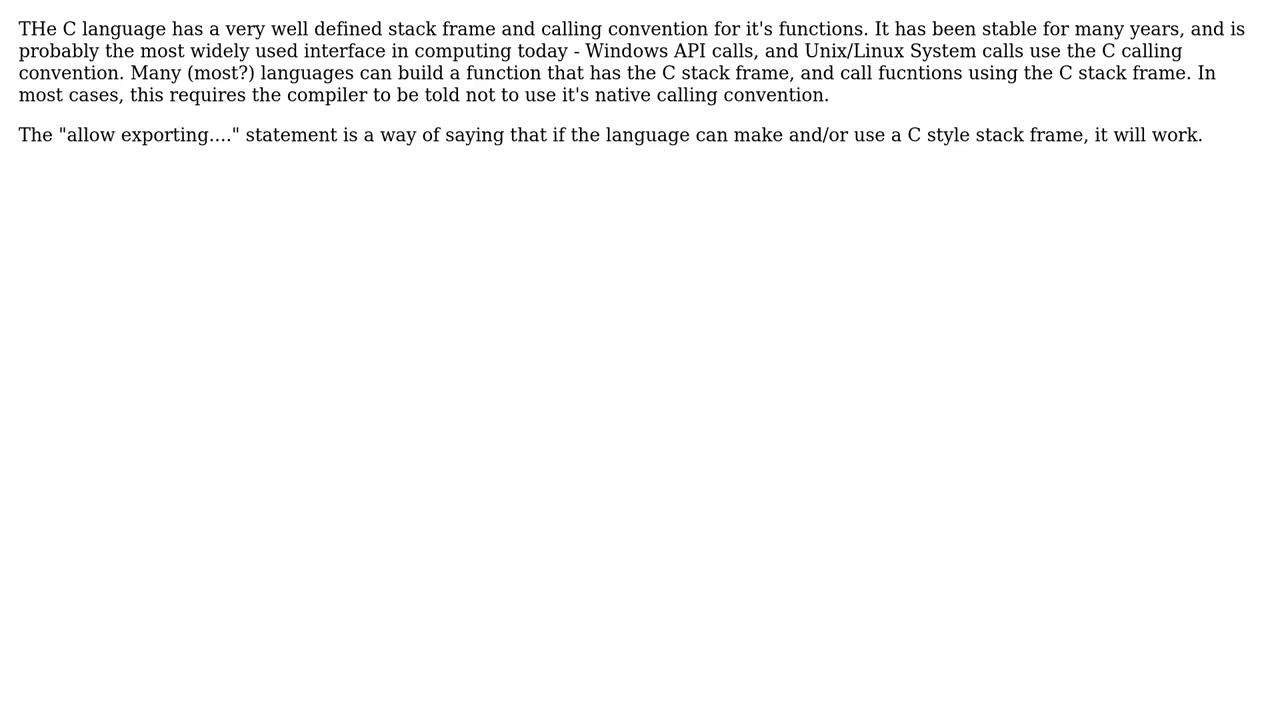 THe C language has a very well defined stack frame and calling convention for it's functions. It has been stable for many years, and is
probably the most widely used interface in computing today - Windows API calls, and Unix/Linux System calls use the C calling
convention. Many (most?) languages can build a function that has the C stack frame, and call fucntions using the C stack frame. In
most cases, this requires the compiler to be told not to use it's native calling convention.
The "allow exporting...." statement is a way of saying that if the language can make and/or use a C style stack frame, it will work.